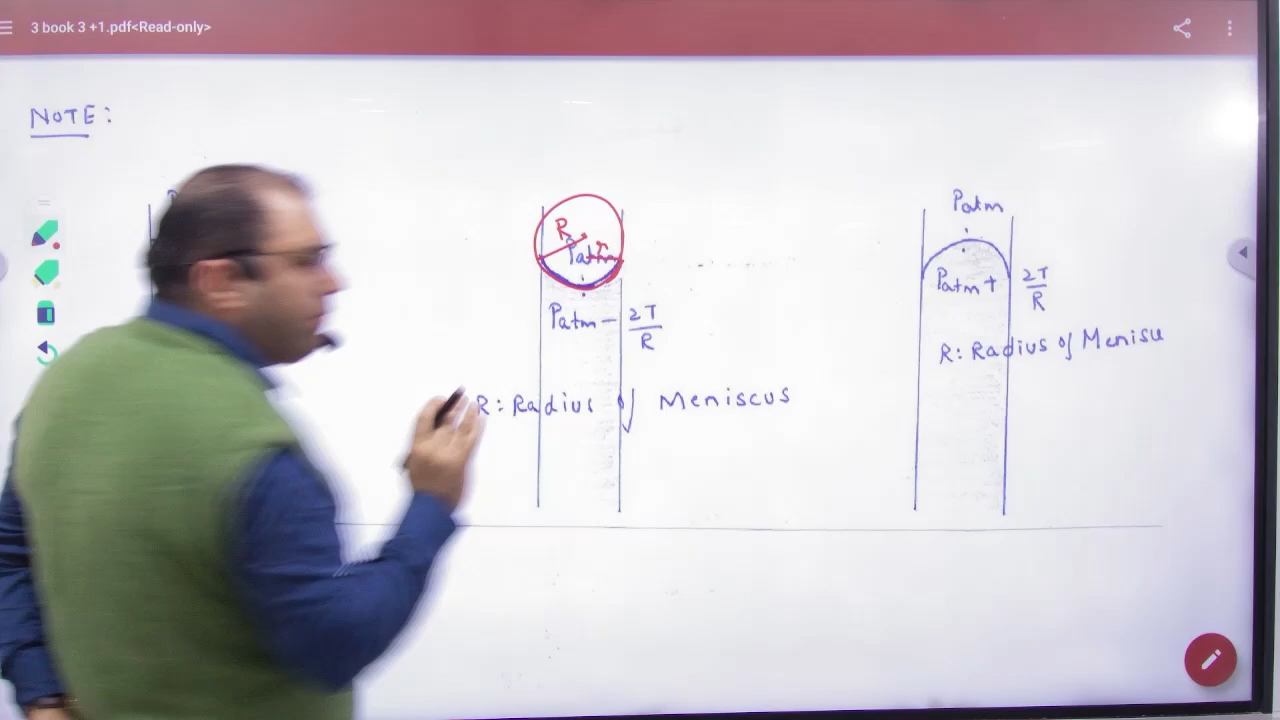 3 book 3 +1.pdf<Read-only>
NOTE:
P
R
r
Patm
Patm − 2T/R
R: Radius of Meniscus
Patm
Patm + 2T/R
R: Radius of Menisu